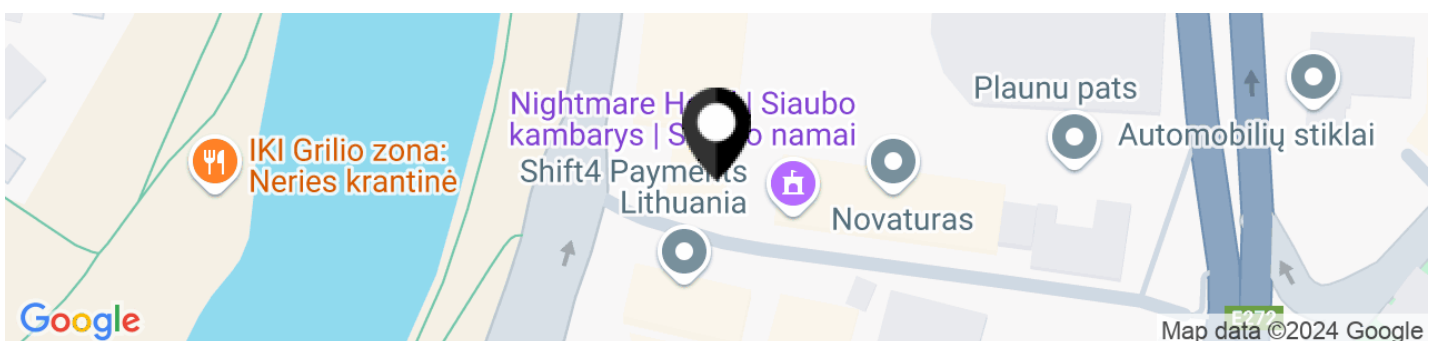 Nightmare H | Siaubo
kambarys | S o namai
IKI Grilio zona:
Neries krantinė
Shift4 Payments
Lithuania
Novaturas
Plaunu pats
Automobilių stiklai
E272
Google
Map data ©2024 Google